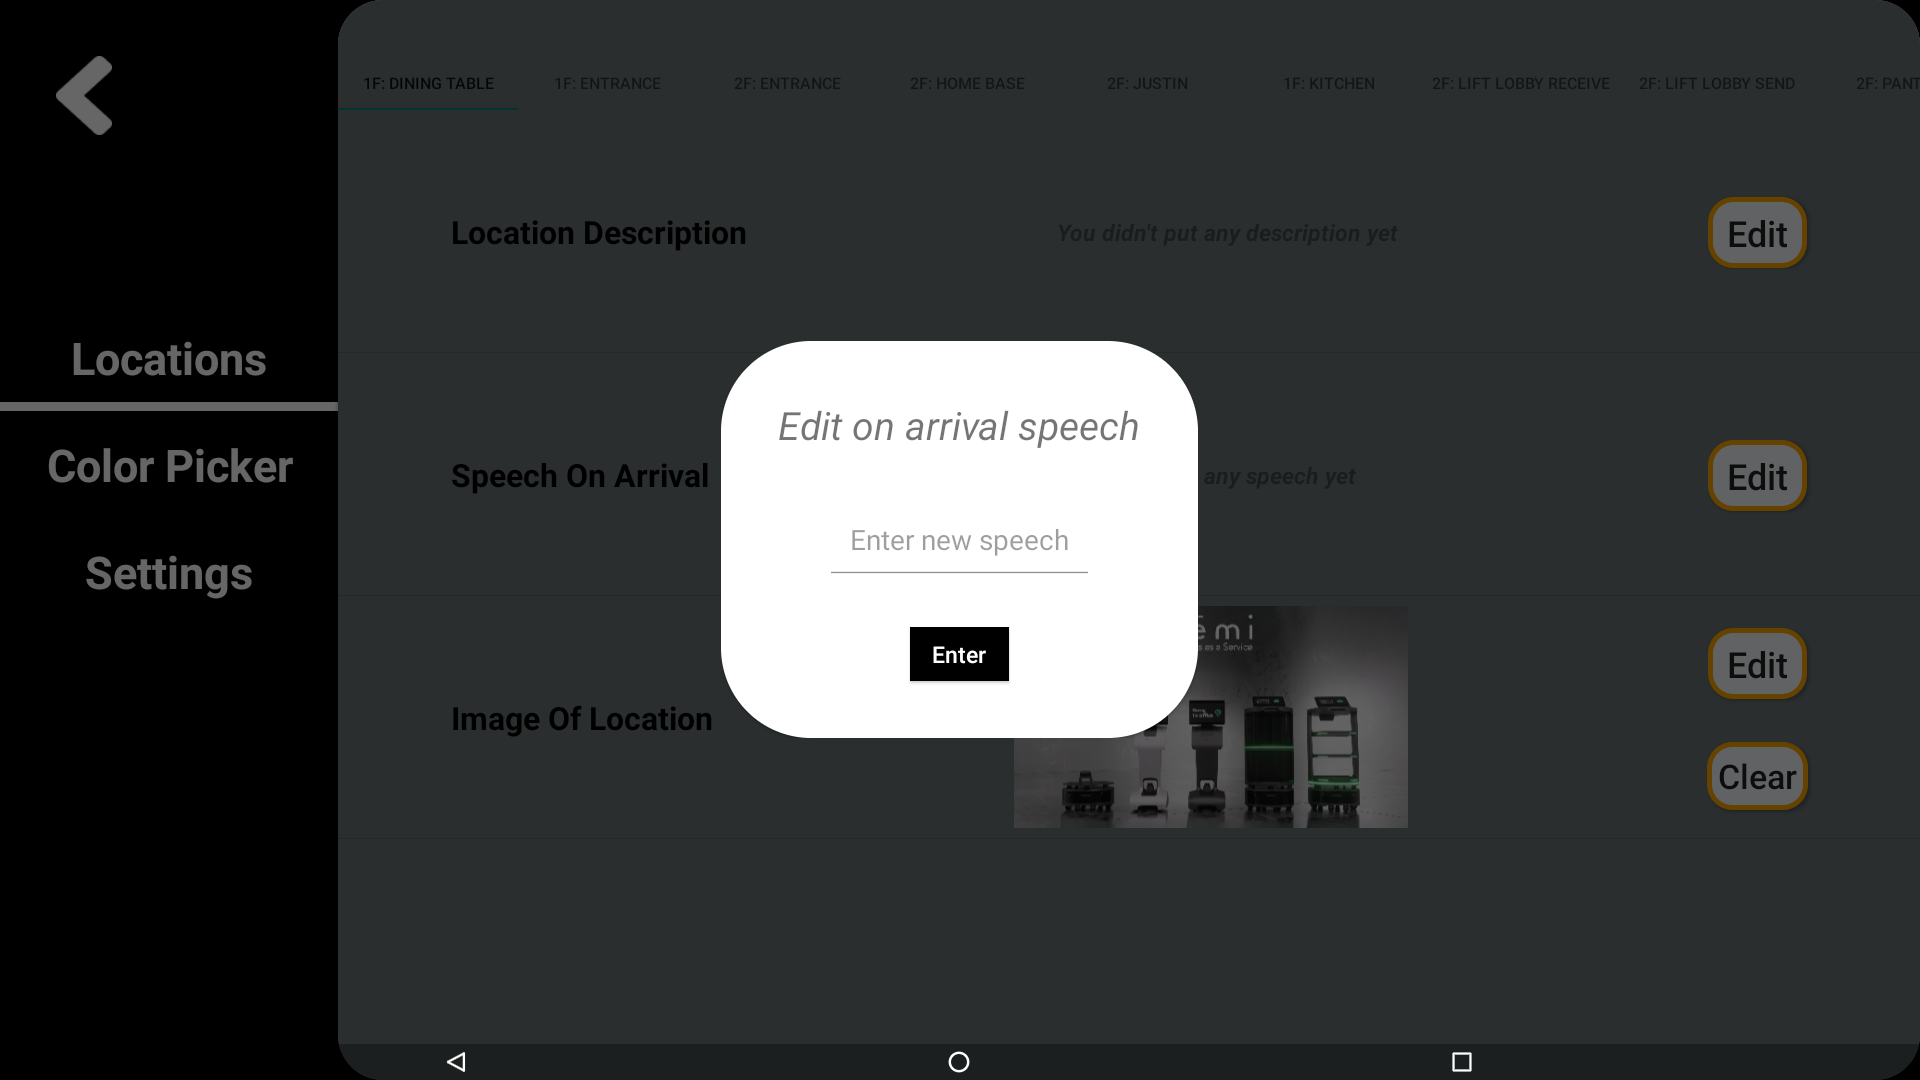 1F: DINING TABLE
1F: ENTRANCE
2F: ENTRANCE
2F: HOME BASE
2F: JUSTIN
1F: KITCHEN
2F: LIFT LOBBY RECEIVE
2F: LIFT LOBBY SEND
2F: PANT
Locations
Color Picker
Settings
Location Description
You didn't put any description yet
Edit
Speech On Arrival
any speech yet
Edit
Edit on arrival speech
Enter new speech
Enter
Image Of Location
Edit
Clear